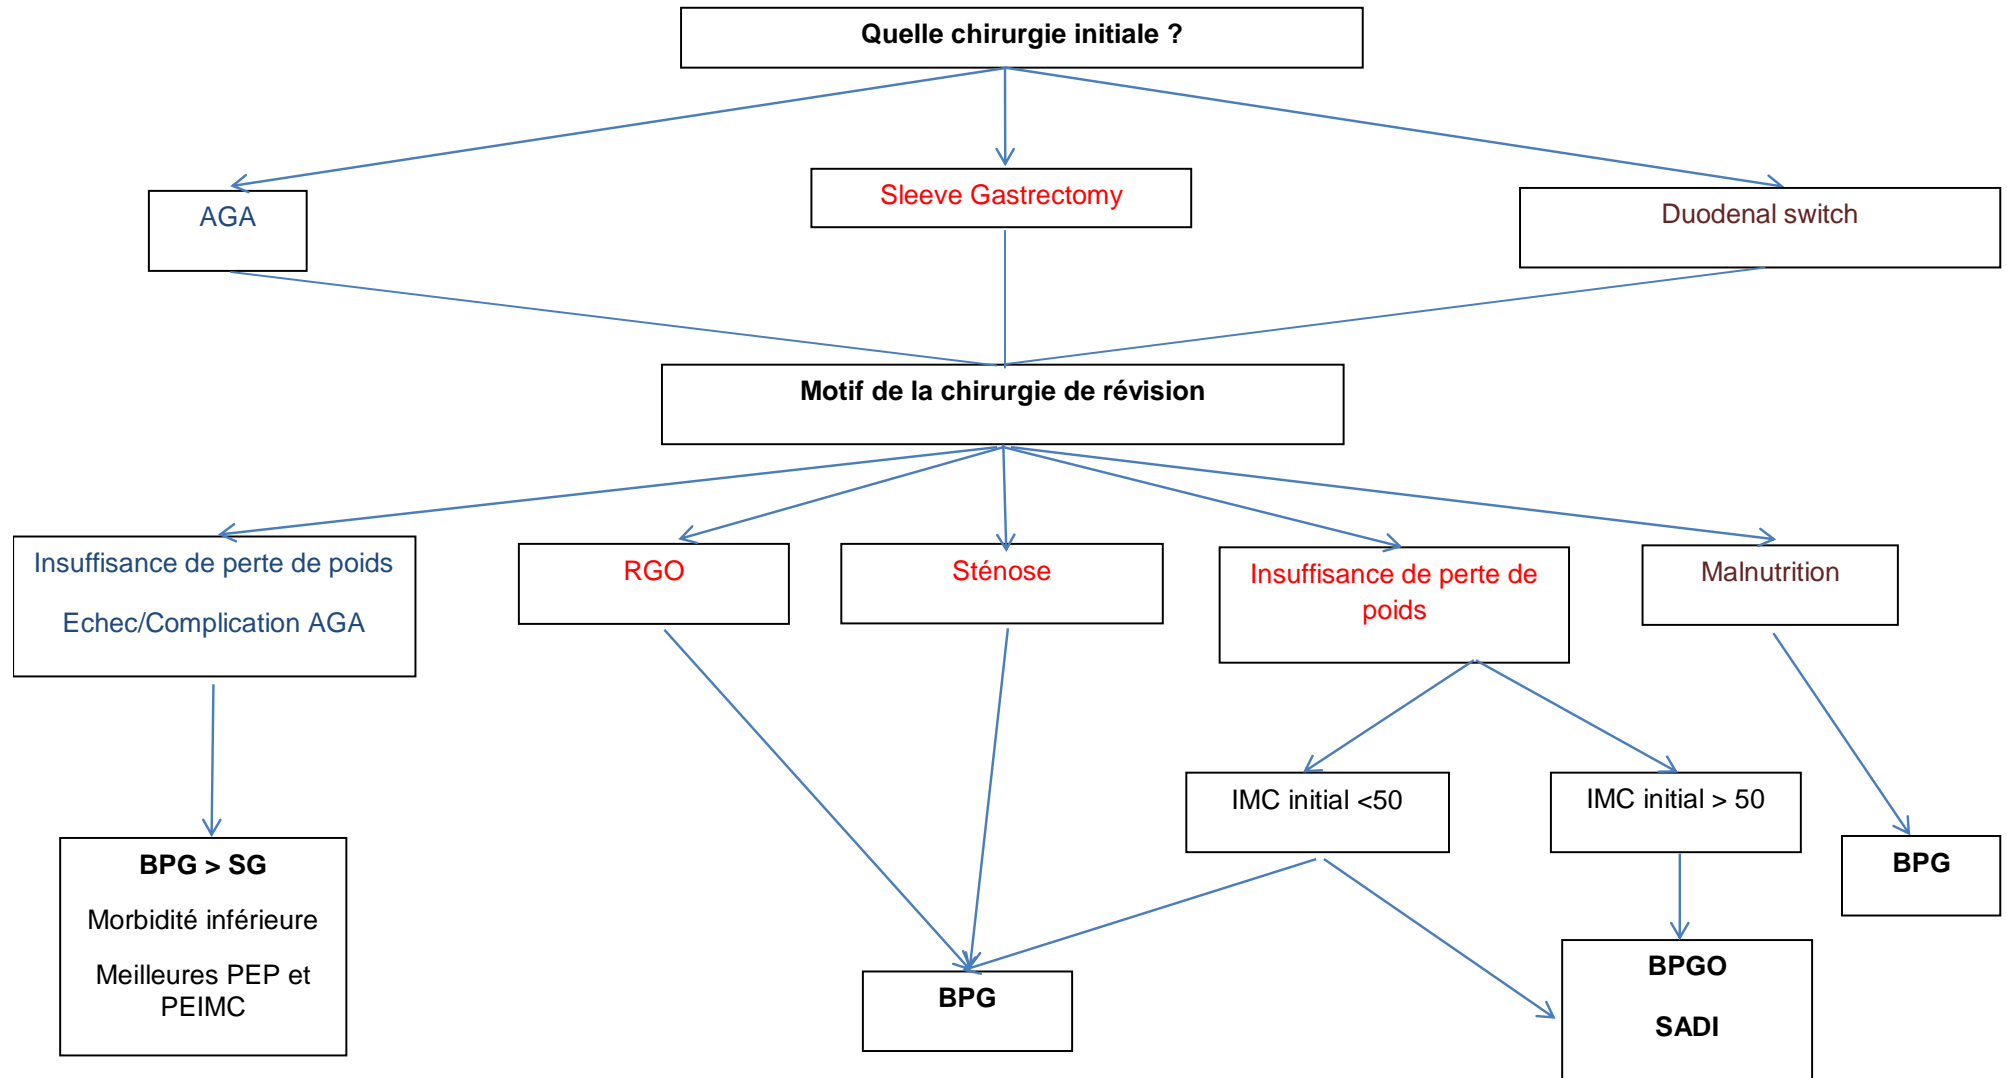 Quelle chirurgie initiale ?
AGA
Sleeve Gastrectomy
Duodenal switch
Motif de la chirurgie de révision
Insuffisance de perte de poids
Echec/Complication AGA
RGO
Sténose
Insuffisance de perte de
poids
Malnutrition
IMC initial <50
IMC initial > 50
BPG > SG
Morbidité inférieure
Meilleures PEP et
PEIMC
BPG
BPGO
SADI
BPG